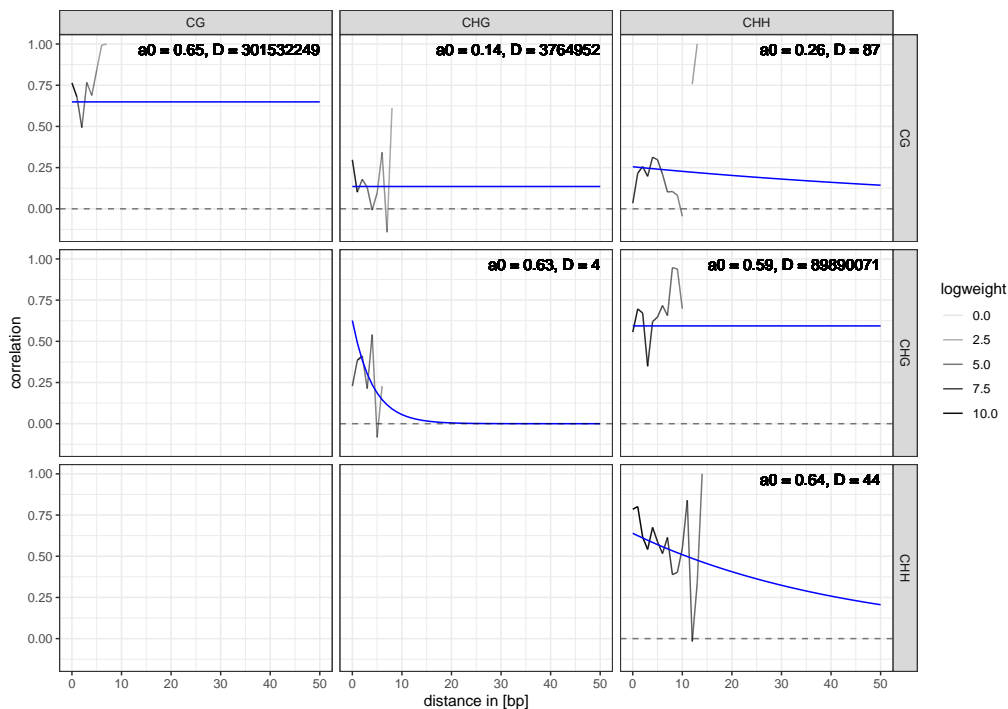 CG CHG CHH
a0 = 0.65, D = 301532249
a0 = 0.14, D = 3764952
a0 = 0.26, D = 87
1.00
0.75
0.50
0.25
0.00
CG
a0 = 0.63, D = 4
a0 = 0.59, D = 89890071
1.00
0.75
0.50
0.25
0.00
CHG
correlation
a0 = 0.64, D = 44
1.00
0.75
0.50
0.25
0.00
CHH
0 10 20 30 40 50
0 10 20 30 40 50
0 10 20 30 40 50
distance in [bp]
logweight
0.0
2.5
5.0
7.5
10.0